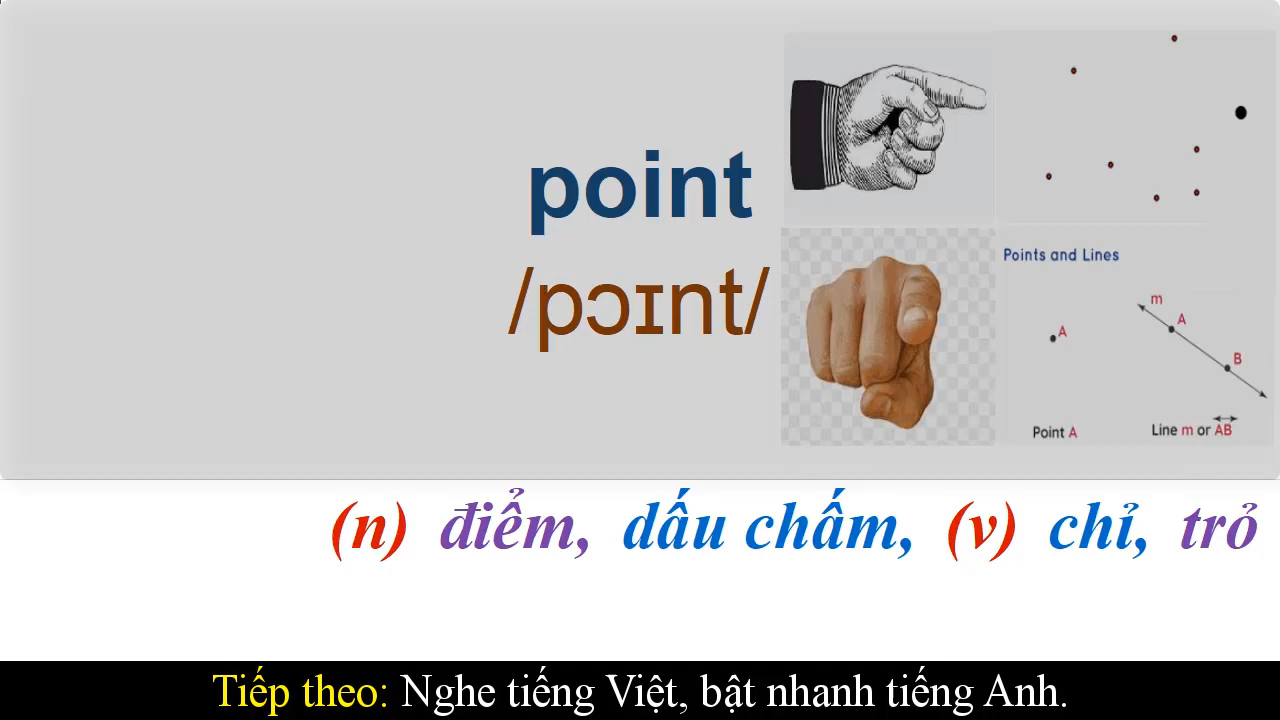 point
/pɔɪnt/
Points and Lines
m
A
A
B
Point A
Line m or AB
(n) điểm, dấu chấm, (v) chỉ, trỏ
Tiếp theo: Nghe tiếng Việt, bật nhanh tiếng Anh.